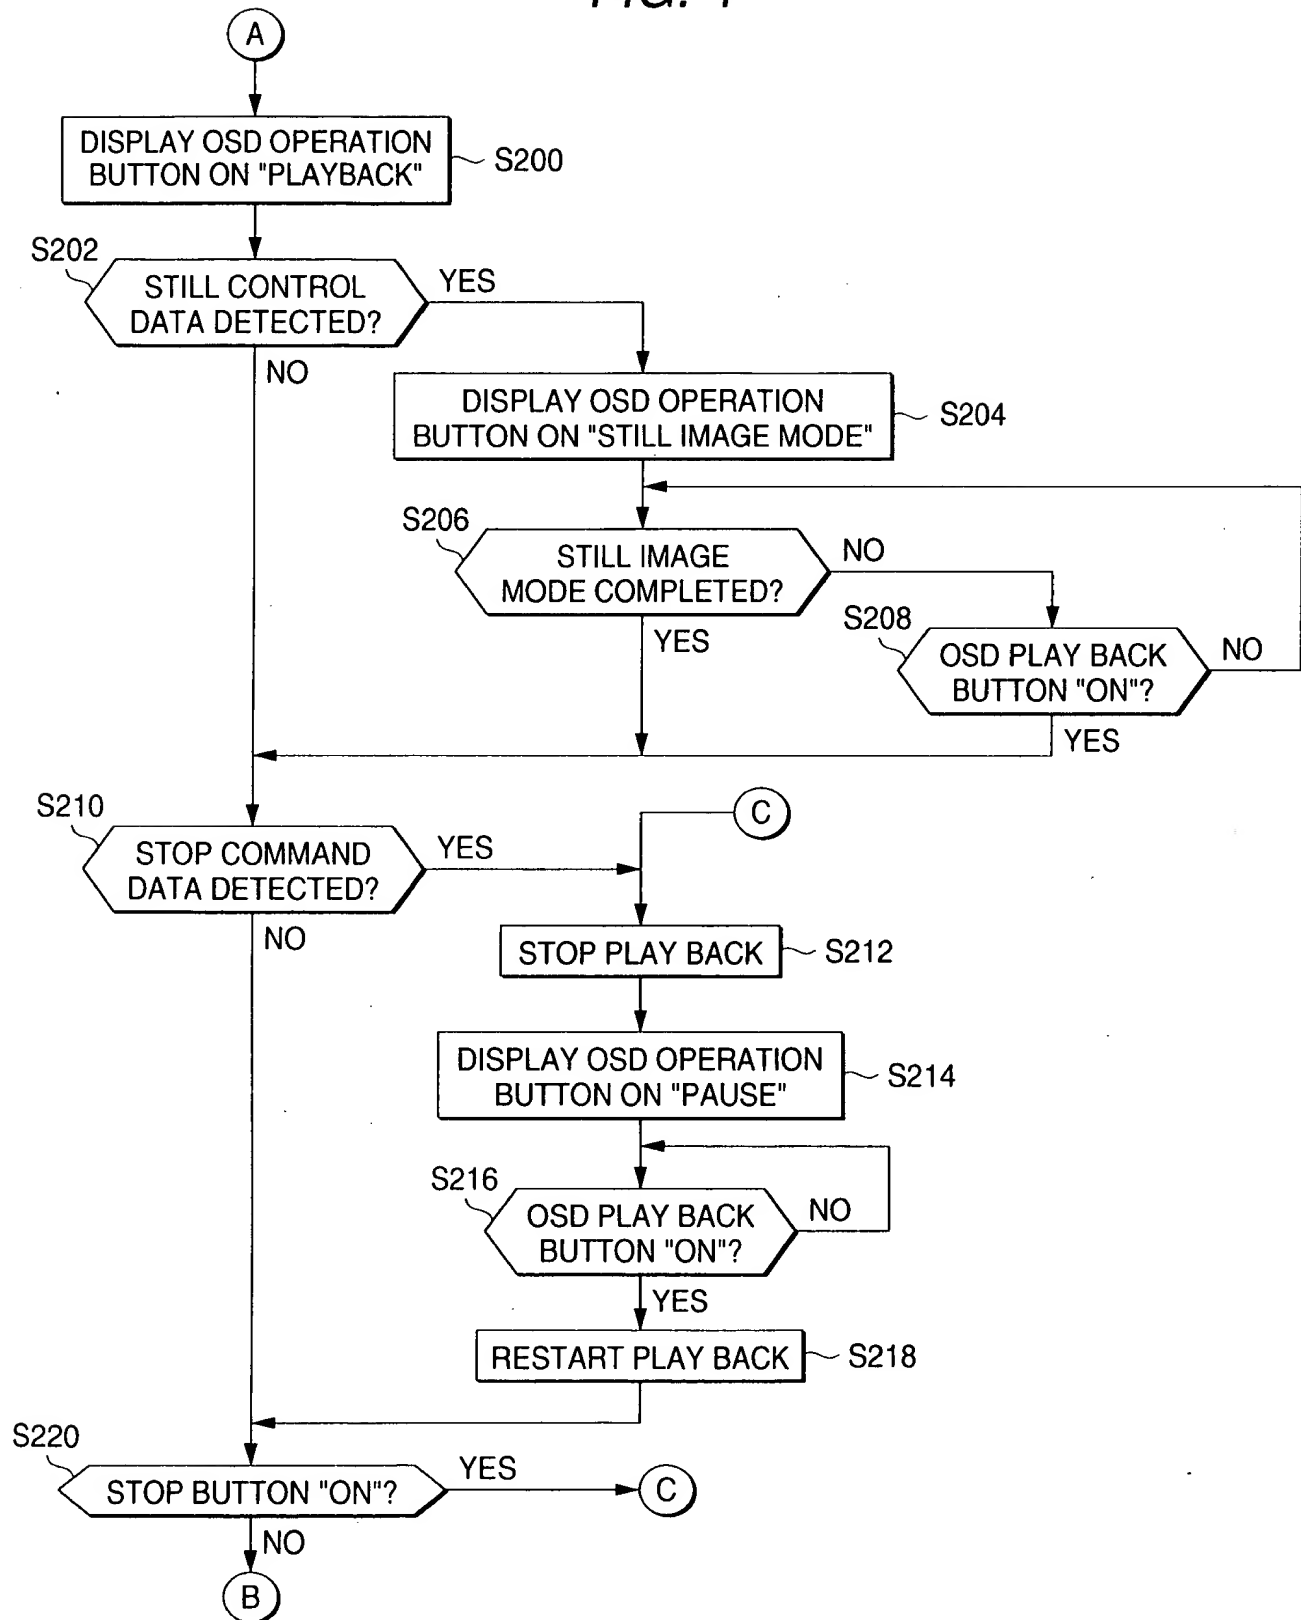 A
DISPLAY OSD OPERATION
BUTTON ON "PLAYBACK"
S200
S202
STILL CONTROL
DATA DETECTED?
YES
NO
DISPLAY OSD OPERATION
BUTTON ON "STILL IMAGE MODE"
S204
S206
STILL IMAGE
MODE COMPLETED?
NO
YES
S208
OSD PLAY BACK
BUTTON "ON"?
NO
YES
S210
STOP COMMAND
DATA DETECTED?
YES
NO
C
STOP PLAY BACK
S212
DISPLAY OSD OPERATION
BUTTON ON "PAUSE"
S214
S216
OSD PLAY BACK
BUTTON "ON"?
NO
YES
RESTART PLAY BACK
S218
S220
STOP BUTTON "ON"?
YES
C
NO
B